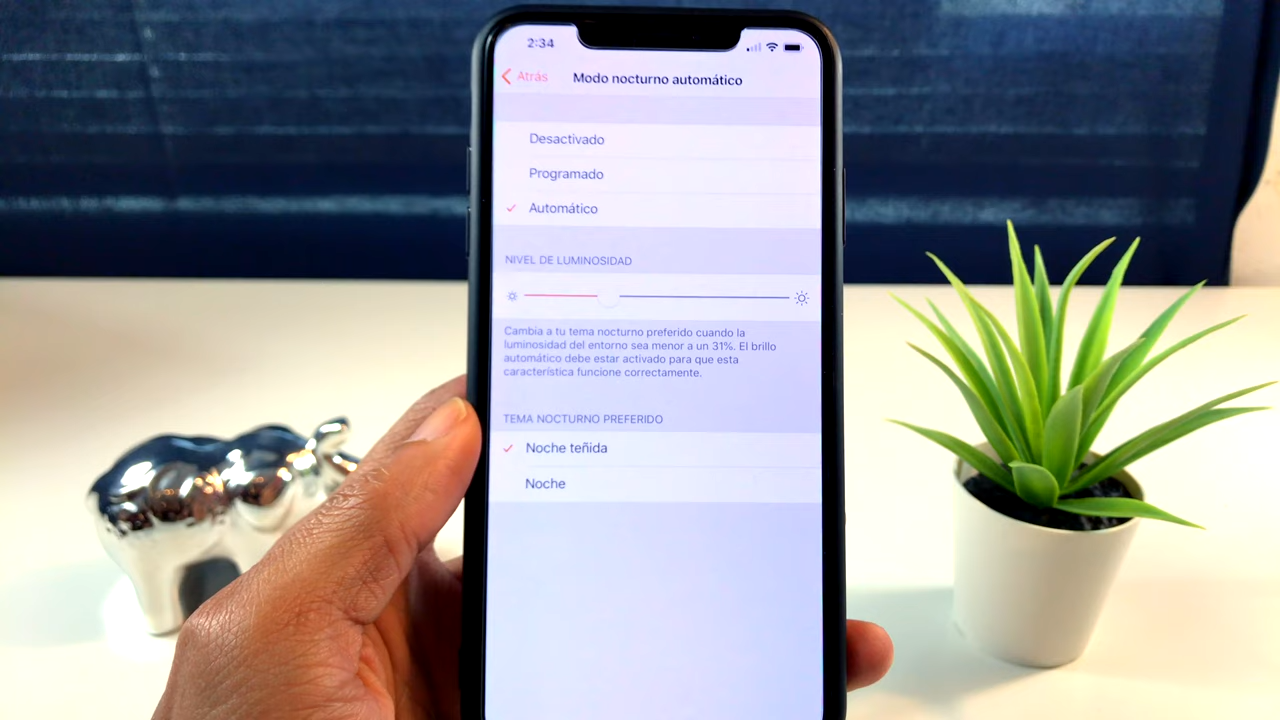 2:34
Atrás
Modo nocturno automático
Desactivado
Programado
Automático
NIVEL DE LUMINOSIDAD
Cambia a tu tema nocturno preferido cuando la
luminosidad del entorno sea menor a un 31%. El brillo
automático debe estar activado para que esta
característica funcione correctamente.
TEMA NOCTURNO PREFERIDO
Noche teñida
Noche